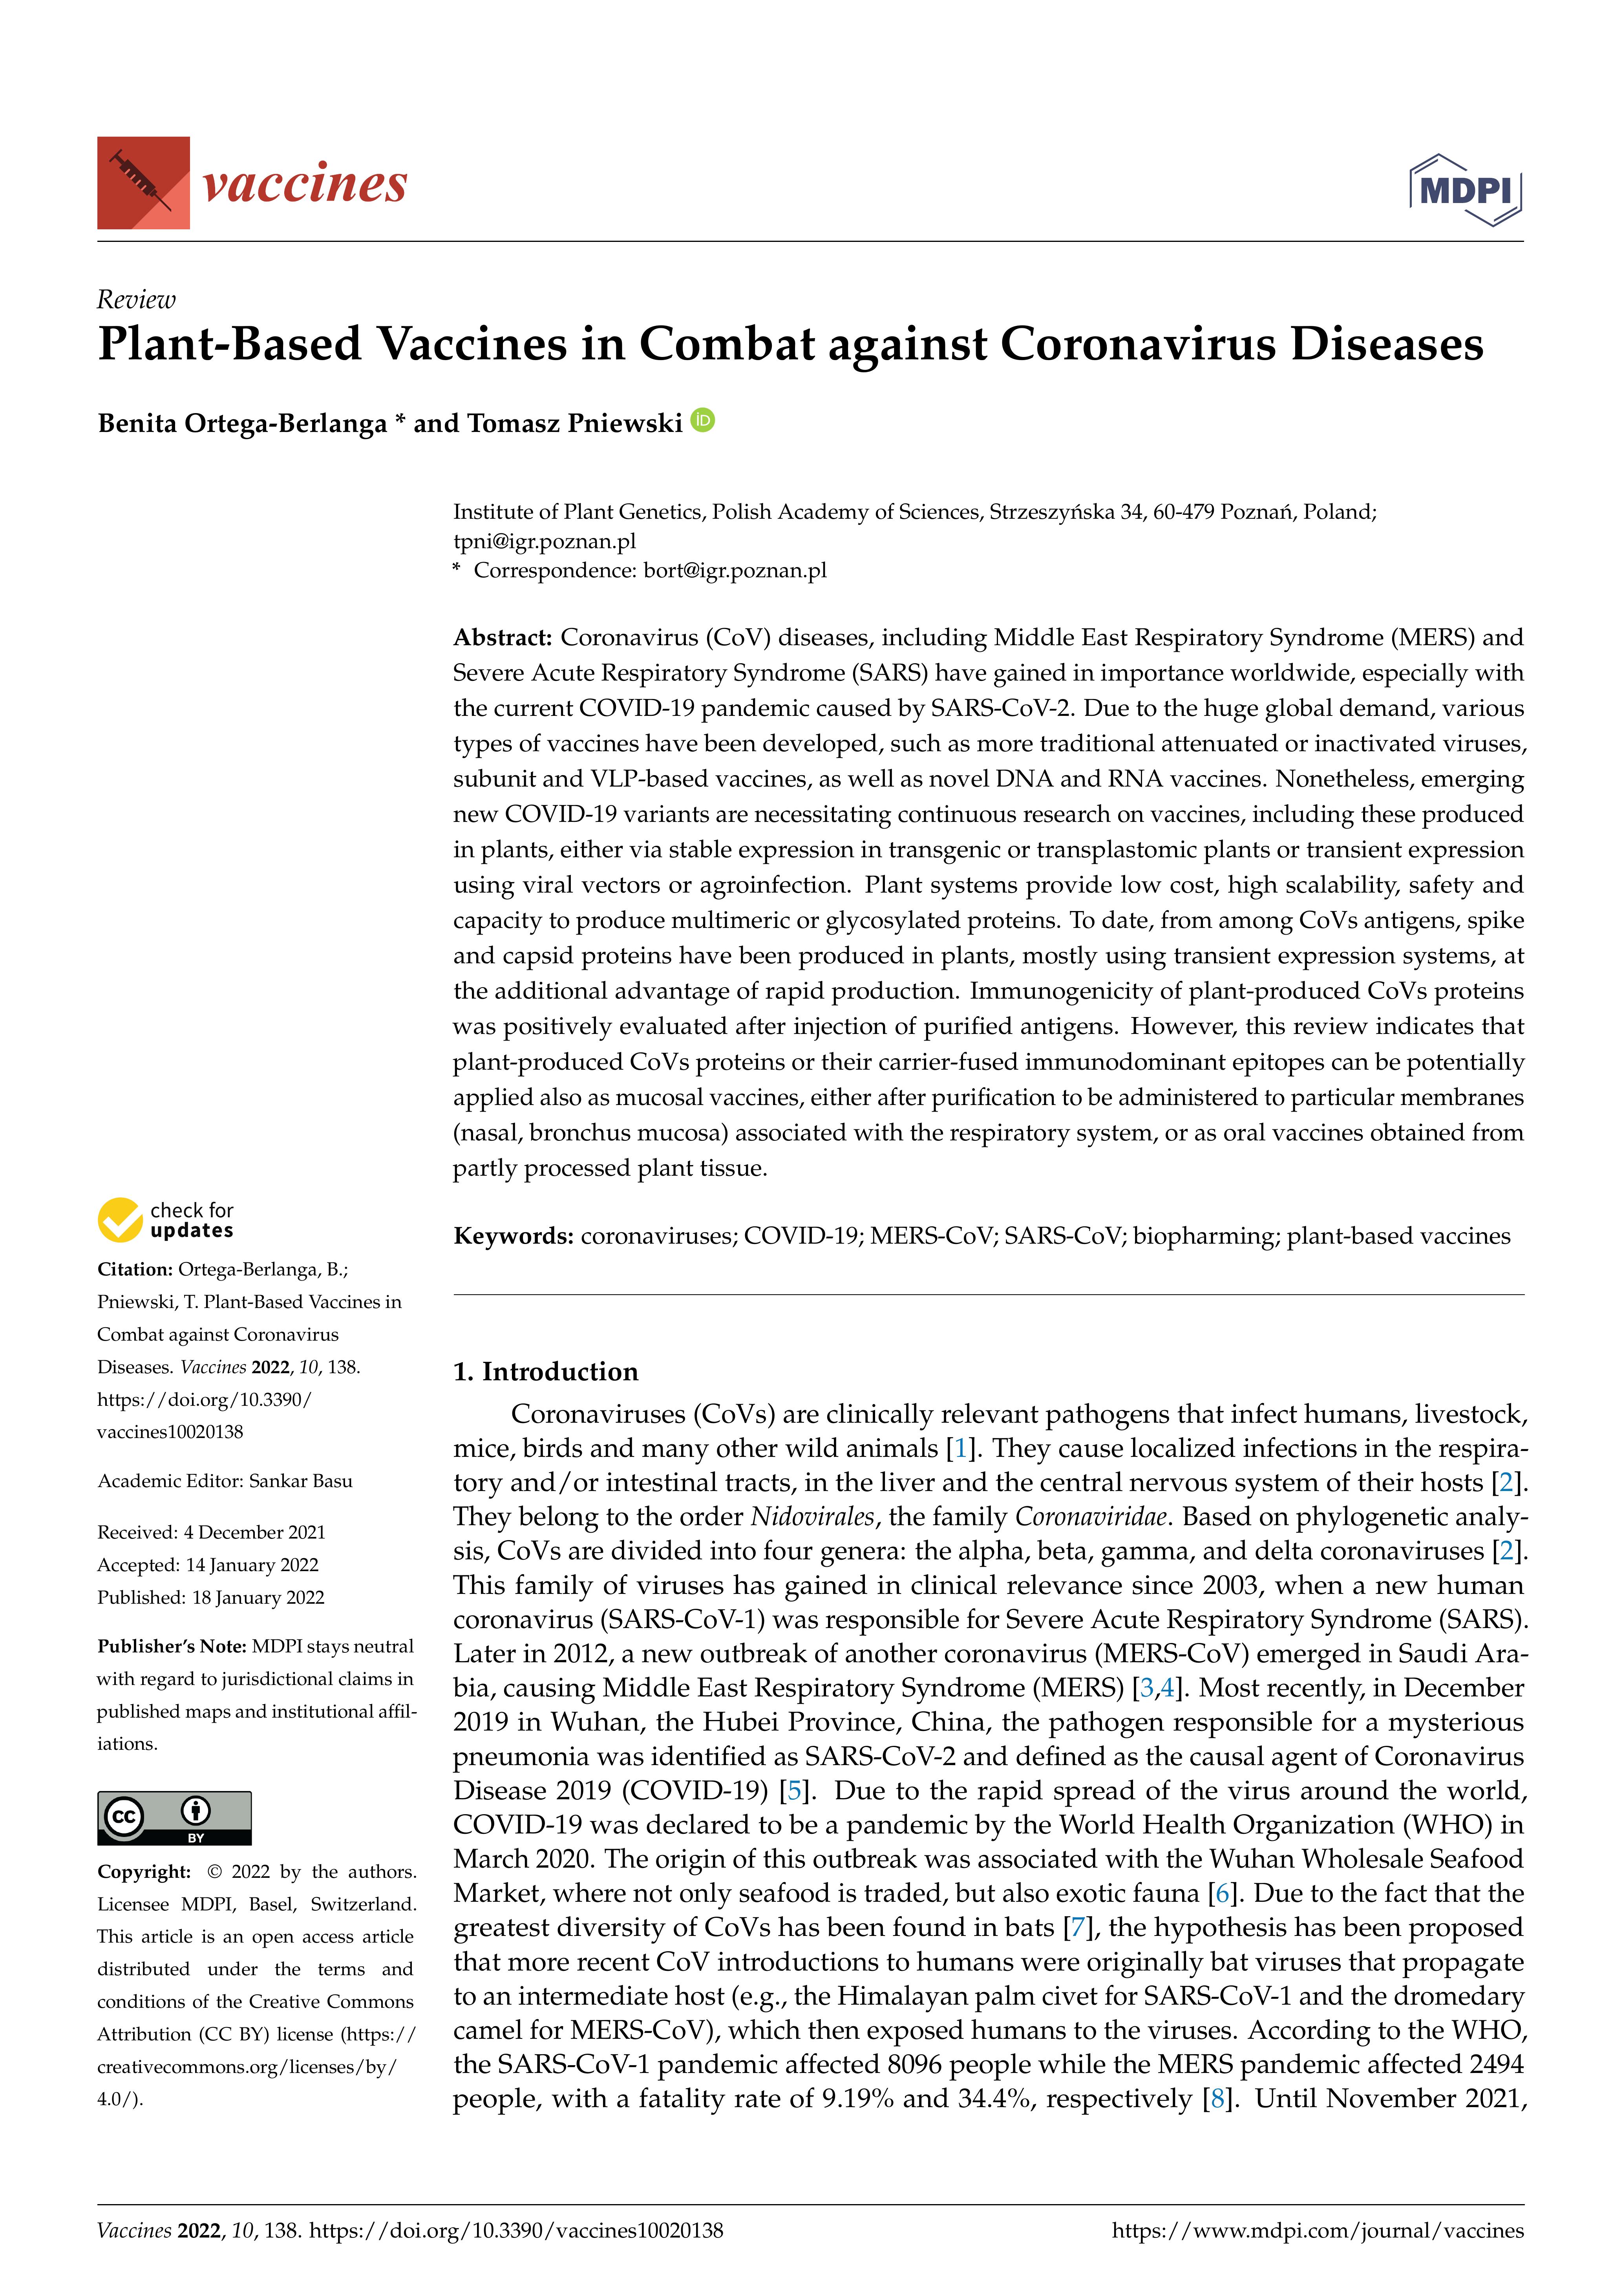 vaccines
MDPI
Review
Plant-Based Vaccines in Combat against Coronavirus Diseases
Benita Ortega-Berlanga * and Tomasz Pniewski iD
Institute of Plant Genetics, Polish Academy of Sciences, Strzeszyńska 34, 60-479 Poznań, Poland;
tpni@igr.poznan.pl
* Correspondence: bort@igr.poznan.pl
Abstract: Coronavirus (CoV) diseases, including Middle East Respiratory Syndrome (MERS) and
Severe Acute Respiratory Syndrome (SARS) have gained in importance worldwide, especially with
the current COVID-19 pandemic caused by SARS-CoV-2. Due to the huge global demand, various
types of vaccines have been developed, such as more traditional attenuated or inactivated viruses,
subunit and VLP-based vaccines, as well as novel DNA and RNA vaccines. Nonetheless, emerging
new COVID-19 variants are necessitating continuous research on vaccines, including these produced
in plants, either via stable expression in transgenic or transplastomic plants or transient expression
using viral vectors or agroinfection. Plant systems provide low cost, high scalability, safety and
capacity to produce multimeric or glycosylated proteins. To date, from among CoVs antigens, spike
and capsid proteins have been produced in plants, mostly using transient expression systems, at
the additional advantage of rapid production. Immunogenicity of plant-produced CoVs proteins
was positively evaluated after injection of purified antigens. However, this review indicates that
plant-produced CoVs proteins or their carrier-fused immunodominant epitopes can be potentially
applied also as mucosal vaccines, either after purification to be administered to particular membranes
(nasal, bronchus mucosa) associated with the respiratory system, or as oral vaccines obtained from
partly processed plant tissue.
Keywords: coronaviruses; COVID-19; MERS-CoV; SARS-CoV; biopharming; plant-based vaccines
check for
updates
Citation: Ortega-Berlanga, B.;
Pniewski, T. Plant-Based Vaccines in
Combat against Coronavirus
Diseases. Vaccines 2022, 10, 138.
https://doi.org/10.3390/
vaccines10020138
Academic Editor: Sankar Basu
Received: 4 December 2021
Accepted: 14 January 2022
Published: 18 January 2022
Publisher's Note: MDPI stays neutral
with regard to jurisdictional claims in
published maps and institutional affil-
iations.
cc BY
Copyright: © 2022 by the authors.
Licensee MDPI, Basel, Switzerland.
This article is an open access article
distributed under the terms and
conditions of the Creative Commons
Attribution (CC BY) license (https://
creativecommons.org/licenses/by/
4.0/).
1. Introduction
Coronaviruses (CoVs) are clinically relevant pathogens that infect humans, livestock,
mice, birds and many other wild animals [1]. They cause localized infections in the respira-
tory and/or intestinal tracts, in the liver and the central nervous system of their hosts [2].
They belong to the order Nidovirales, the family Coronaviridae. Based on phylogenetic analy-
sis, CoVs are divided into four genera: the alpha, beta, gamma, and delta coronaviruses [2].
This family of viruses has gained in clinical relevance since 2003, when a new human
coronavirus (SARS-CoV-1) was responsible for Severe Acute Respiratory Syndrome (SARS).
Later in 2012, a new outbreak of another coronavirus (MERS-CoV) emerged in Saudi Ara-
bia, causing Middle East Respiratory Syndrome (MERS) [3,4]. Most recently, in December
2019 in Wuhan, the Hubei Province, China, the pathogen responsible for a mysterious
pneumonia was identified as SARS-CoV-2 and defined as the causal agent of Coronavirus
Disease 2019 (COVID-19) [5]. Due to the rapid spread of the virus around the world,
COVID-19 was declared to be a pandemic by the World Health Organization (WHO) in
March 2020. The origin of this outbreak was associated with the Wuhan Wholesale Seafood
Market, where not only seafood is traded, but also exotic fauna [6]. Due to the fact that the
greatest diversity of CoVs has been found in bats [7], the hypothesis has been proposed
that more recent CoV introductions to humans were originally bat viruses that propagate
to an intermediate host (e.g., the Himalayan palm civet for SARS-CoV-1 and the dromedary
camel for MERS-CoV), which then exposed humans to the viruses. According to the WHO,
the SARS-CoV-1 pandemic affected 8096 people while the MERS pandemic affected 2494
people, with a fatality rate of 9.19% and 34.4%, respectively [8]. Until November 2021,
Vaccines 2022, 10, 138. https://doi.org/10.3390/vaccines10020138
https://www.mdpi.com/journal/vaccines